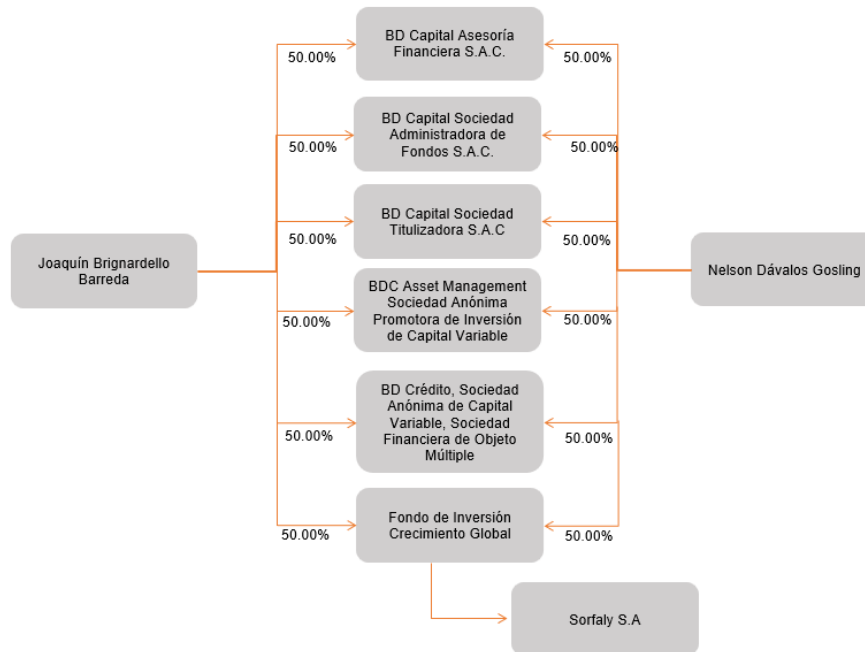 BD Capital Asesoría
Financiera S.A.C.
50.00%
50.00%
BD Capital Sociedad
Administradora de
Fondos S.A.C.
50.00%
50.00%
BD Capital Sociedad
Titulizadora S.A.C
50.00%
50.00%
Joaquín Brignardello
Barreda
Nelson Dávalos Gosling
BDC Asset Management
Sociedad Anónima
Promotora de Inversión
de Capital Variable
50.00%
50.00%
BD Crédito, Sociedad
Anónima de Capital
Variable, Sociedad
Financiera de Objeto
Múltiple
50.00%
50.00%
Fondo de Inversión
Crecimiento Global
50.00%
50.00%
Sorfaly S.A